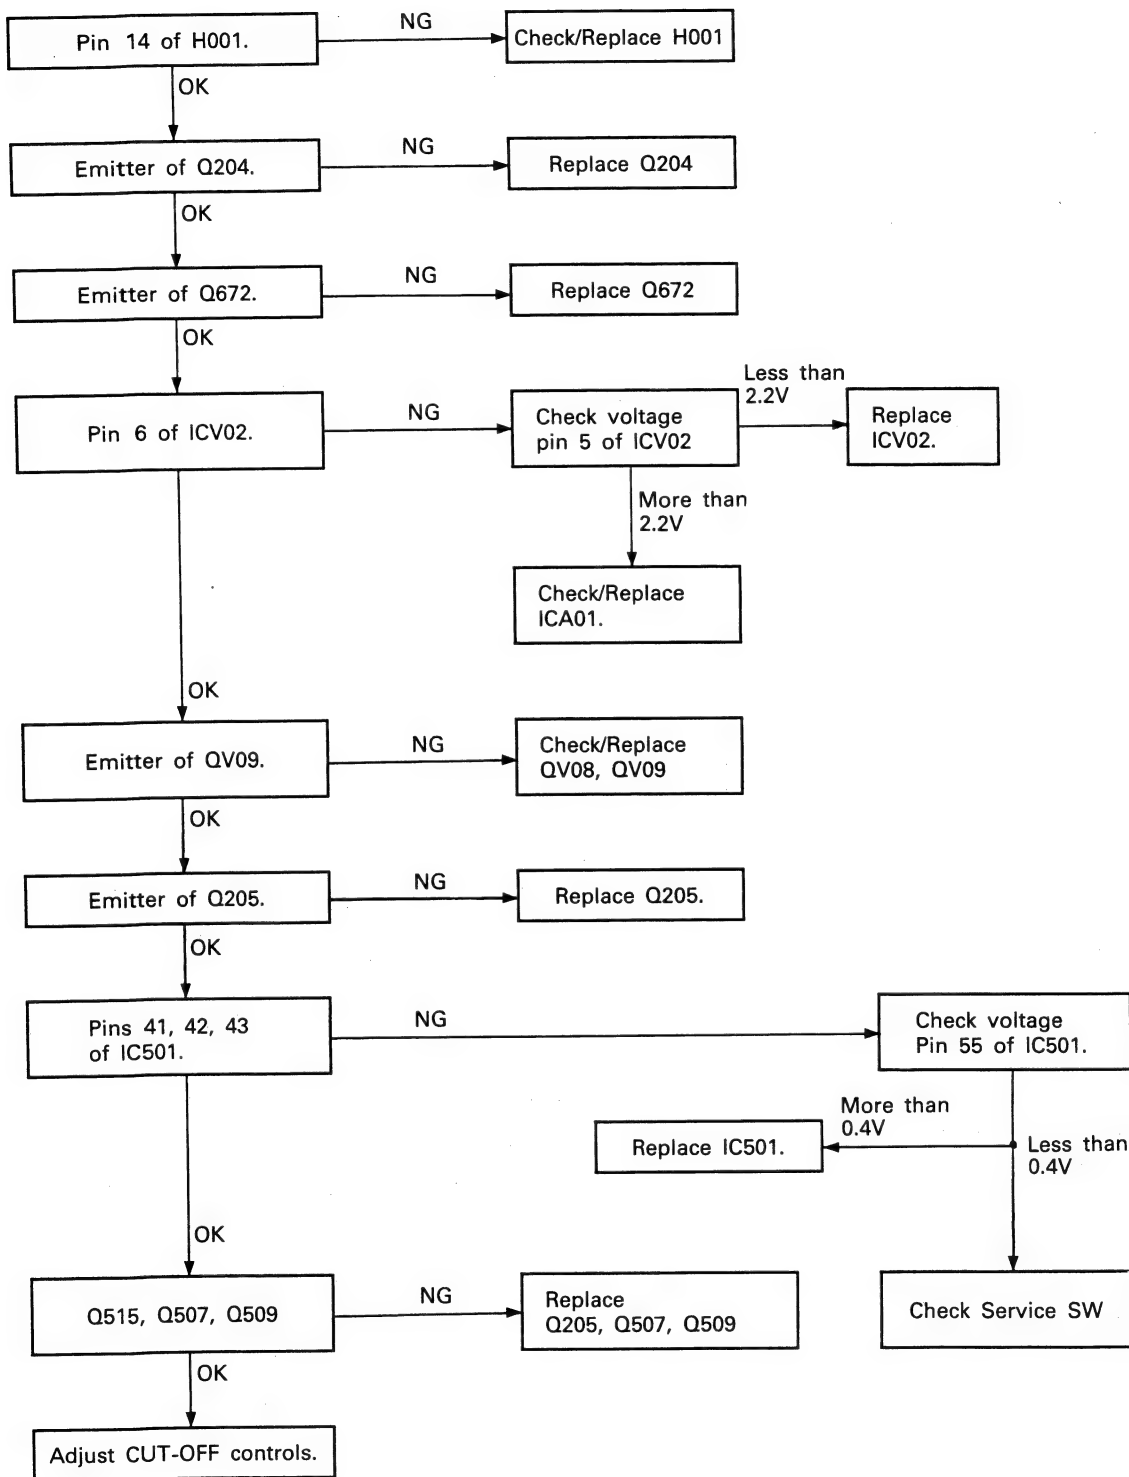 Pin 14 of H001.
NG
Check/Replace H001
OK
Emitter of Q204.
NG
Replace Q204
OK
Emitter of Q672.
NG
Replace Q672
OK
Pin 6 of ICV02.
NG
Check voltage
pin 5 of ICV02
Less than
2.2V
Replace
ICV02.
More than
2.2V
Check/Replace
ICA01.
OK
Emitter of QV09.
NG
Check/Replace
QV08, QV09
OK
Emitter of Q205.
NG
Replace Q205.
OK
Pins 41, 42, 43
of IC501.
NG
Check voltage
Pin 55 of IC501.
More than
0.4V
Replace IC501.
Less than
0.4V
OK
Check Service SW
Q515, Q507, Q509
NG
Replace
Q205, Q507, Q509
OK
Adjust CUT-OFF controls.